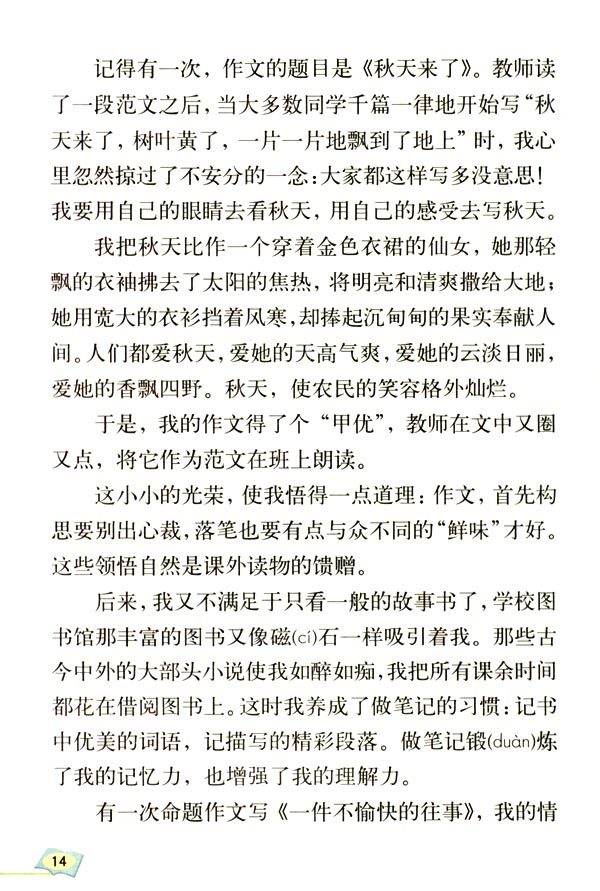 记得有一次，作文的题目是《秋天来了》。教师读
了一段范文之后，当大多数同学千篇一律地开始写“秋
天来了，树叶黄了，一片一片地飘到了地上”时，我心
里忽然掠过了不安分的一念：大家都这样写多没意思！
我要用自己的眼睛去看秋天，用自己的感受去写秋天。
我把秋天比作一个穿着金色衣裙的仙女，她那轻
飘的衣袖拂去了太阳的焦热，将明亮和清爽撒给大地；
她用宽大的衣衫挡着风寒，却捧起沉甸甸的果实奉献人
间。人们都爱秋天，爱她的天高气爽，爱她的云淡日丽，
爱她的香飘四野。秋天，使农民的笑容格外灿烂。
于是，我的作文得了个“甲优”，教师在文中又圈
又点，将它作为范文在班上朗读。
这小小的光荣，使我悟得一点道理：作文，首先构
思要别出心裁，落笔也要有点与众不同的“鲜味”才好。
这些领悟自然是课外读物的馈赠。
后来，我又不满足于只看一般的故事书了，学校图
书馆那丰富的图书又像磁(cí)石一样吸引着我。那些古
今中外的大部头小说使我如醉如痴，我把所有课余时间
都花在借阅图书上。这时我养成了做笔记的习惯：记书
中优美的词语，记描写的精彩段落。做笔记锻(duàn)炼
了我的记忆力，也增强了我的理解力。
有一次命题作文写《一件不愉快的往事》，我的情
14